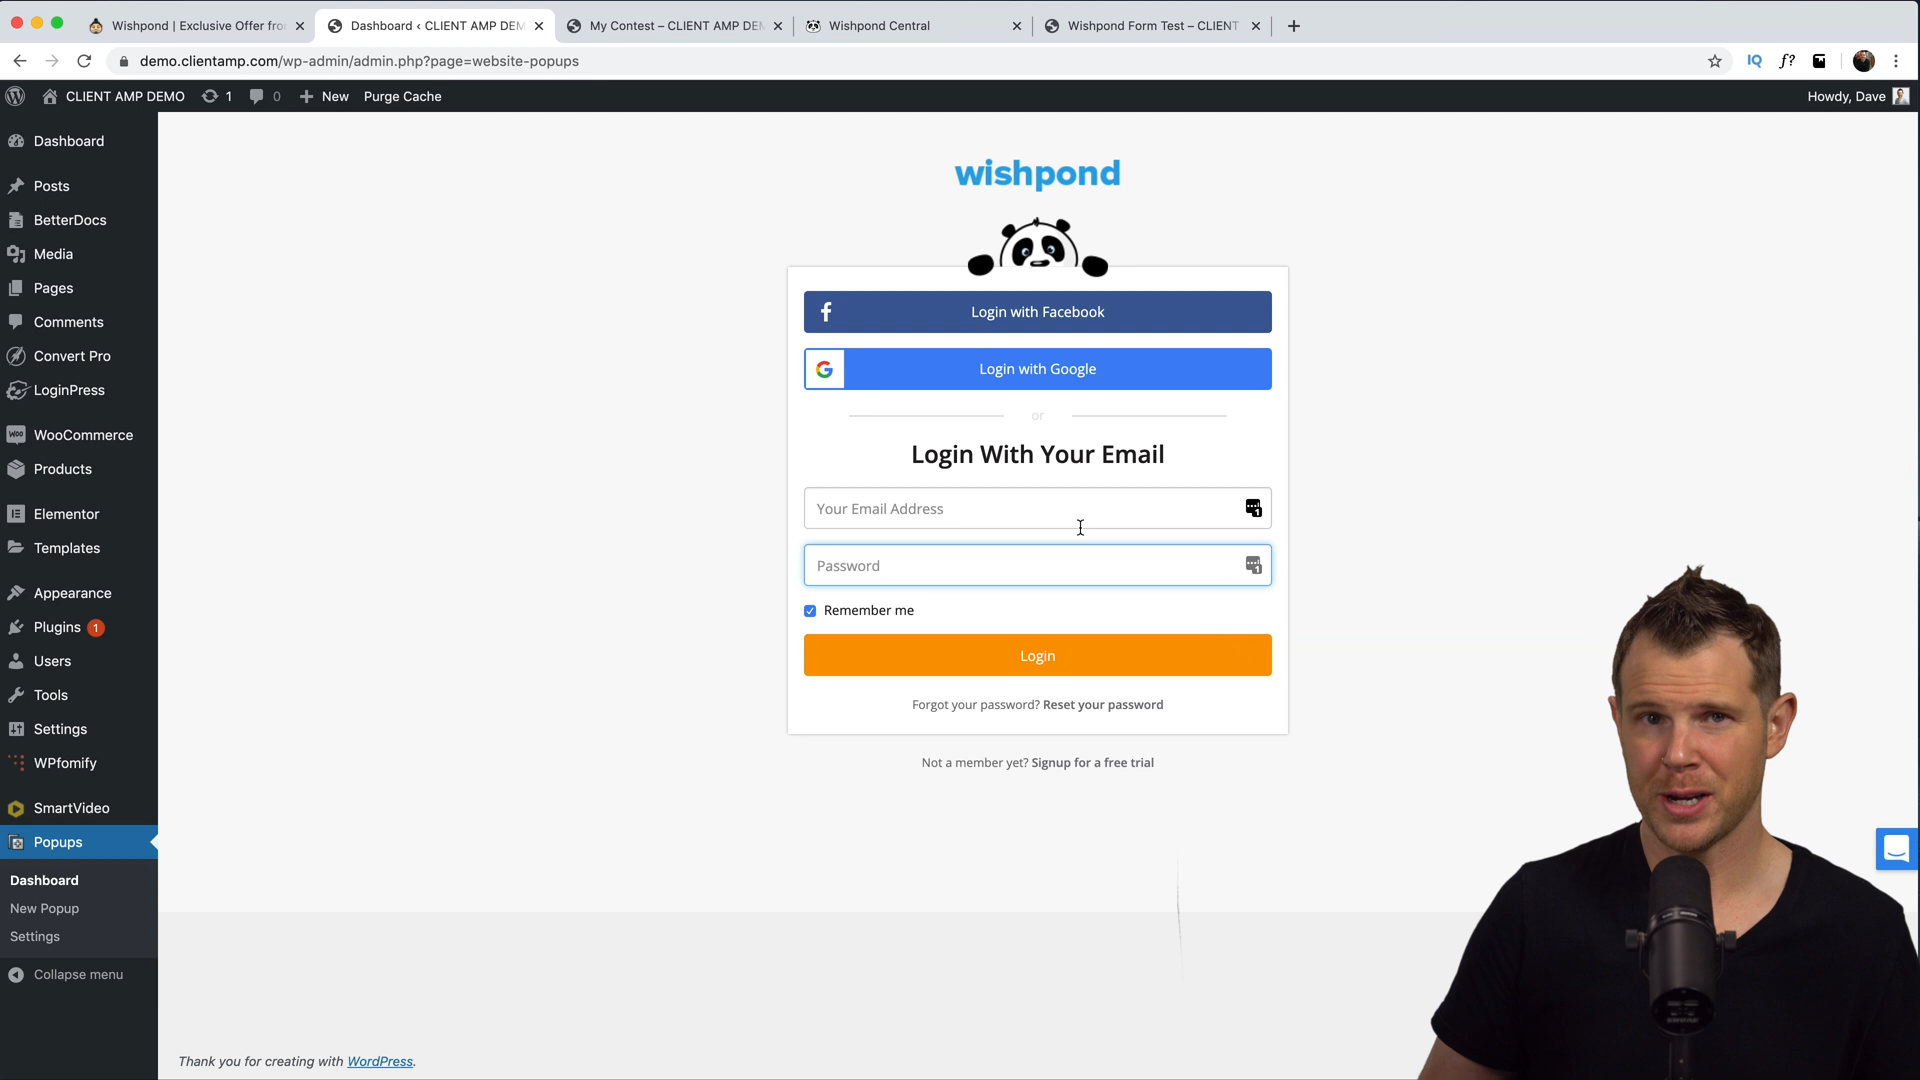 Wishpond | Exclusive Offer fro
Dashboard ‹ CLIENT AMP DEM
My Contest – CLIENT AMP DEM
Wishpond Central
Wishpond Form Test – CLIENT
demo.clientamp.com/wp-admin/admin.php?page=website-popups
IQ
f?
CLIENT AMP DEMO
1
0
New
Purge Cache
Howdy, Dave
Dashboard
Posts
BetterDocs
Media
Pages
Comments
Convert Pro
LoginPress
WooCommerce
Products
Elementor
Templates
Appearance
Plugins 1
Users
Tools
Settings
WPfomify
SmartVideo
Popups
Dashboard
New Popup
Settings
Collapse menu
wishpond
Login with Facebook
Login with Google
or
Login With Your Email
Your Email Address
Password
Remember me
Login
Forgot your password? Reset your password
Not a member yet? Signup for a free trial
Thank you for creating with WordPress.